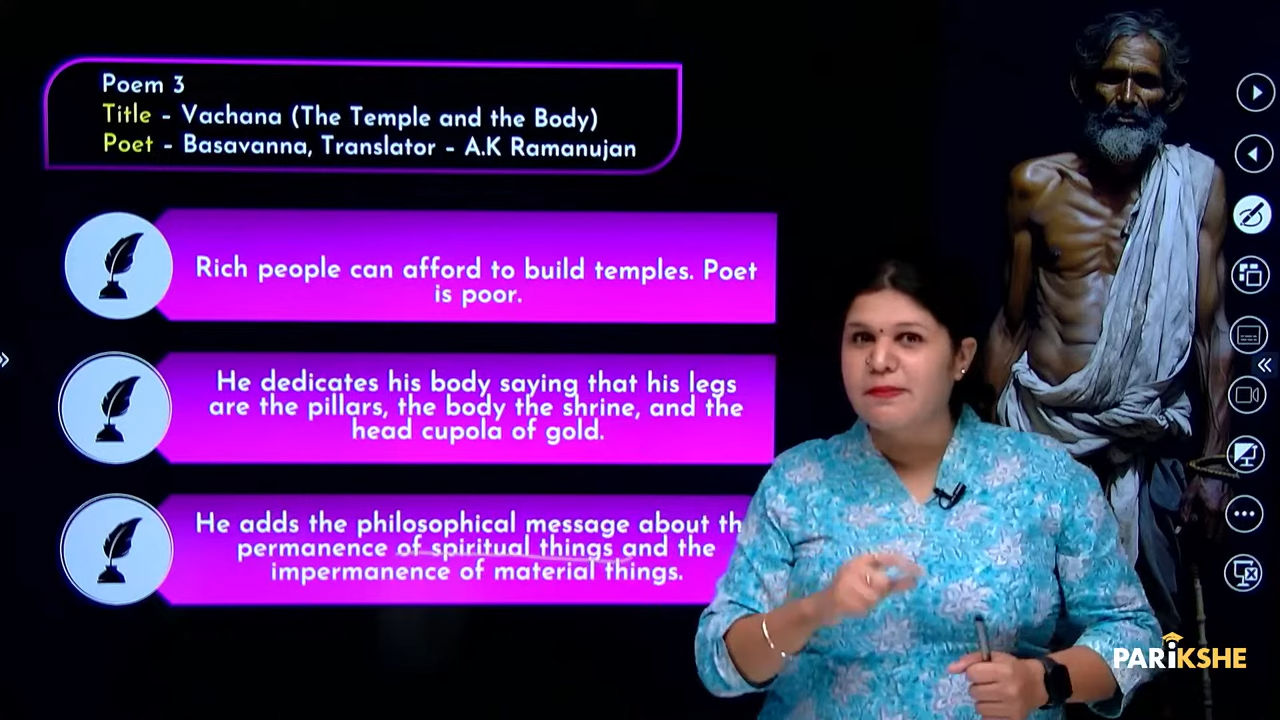 Poem 3
Title - Vachana (The Temple and the Body)
Poet - Basavanna, Translator - A.K Ramanujan
Rich people can afford to build temples. Poet
is poor.
He dedicates his body saying that his legs
are the pillars, the body the shrine, and the
head cupola of gold.
He adds the philosophical message about th
permanence of spiritual things and the
impermanence of material things.
PARIKSHE